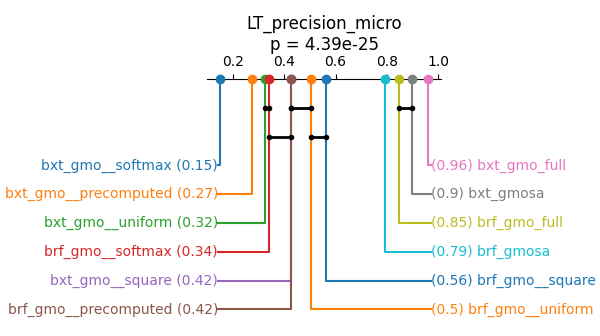 LT_precision_micro
p = 4.39e-25
0.2 0.4 0.6 0.8 1.0
bxt_gmo__softmax (0.15) (0.96) bxt_gmo_full
bxt_gmo__precomputed (0.27) (0.9) bxt_gmosa
bxt_gmo__uniform (0.32) (0.85) brf_gmo_full
brf_gmo__softmax (0.34) (0.79) brf_gmosa
bxt_gmo__square (0.42) (0.56) brf_gmo__square
brf_gmo__precomputed (0.42) (0.5) brf_gmo__uniform